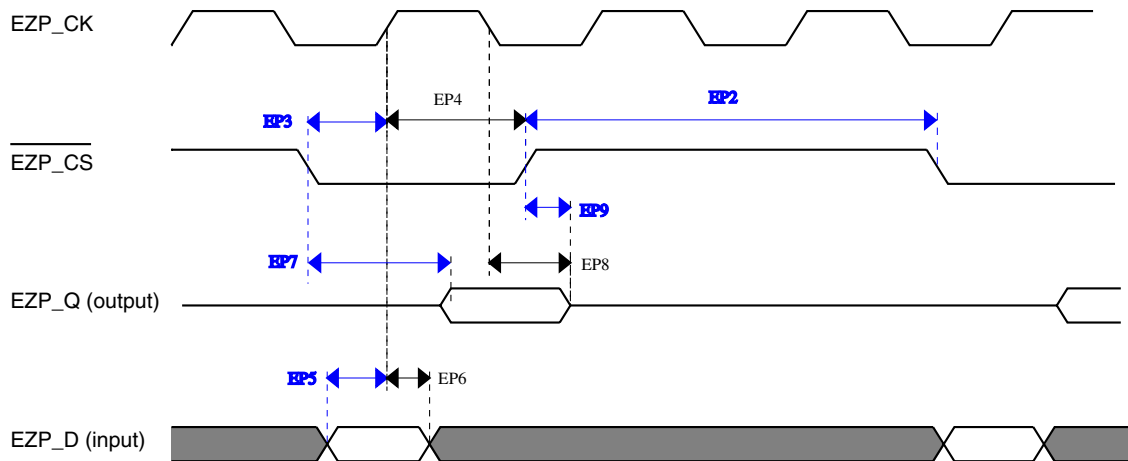 EZP_CK
EP4
EP2
EP3
EZP_CS
EP9
EP7
EP8
EZP_Q (output)
EP5
EP6
EZP_D (input)